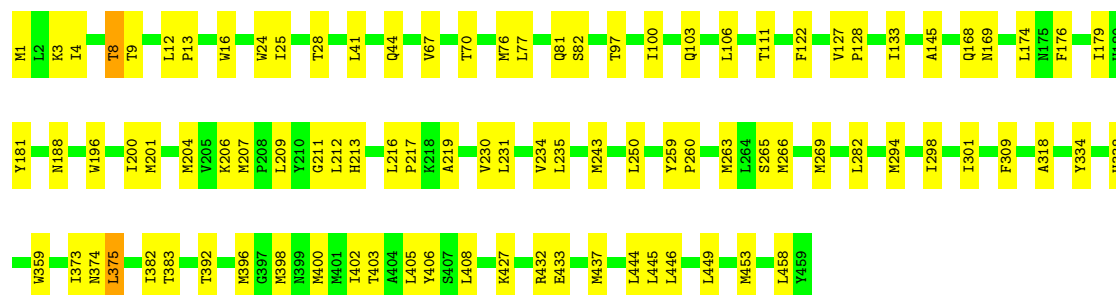 M1 L2 K3 I4 T8 T9 L12 P13 W16 W24 I25 T28 L41 Q44 V67 T70 M76 L77 Q81 S82 T97 I100 Q103 L106 T111 F122 V127 P128 I133 A145 Q168 N169 L174 N175 F176 I179
Y181 N188 W196 I200 M201 M204 V205 K206 M207 P208 L209 Y210 G211 L212 H213 L216 P217 K218 A219 V230 L231 V234 L235 M243 L250 Y259 P260 M263 L264 S265 M266 M269 L282 M294 I298 I301 F309 A318 Y334
W359 I373 N374 L375 I382 T383 T392 M396 G397 M398 N399 M400 M401 I402 T403 A404 L405 Y406 S407 L408 K427 R432 E433 M437 L444 L445 L446 L449 M453 L458 Y459